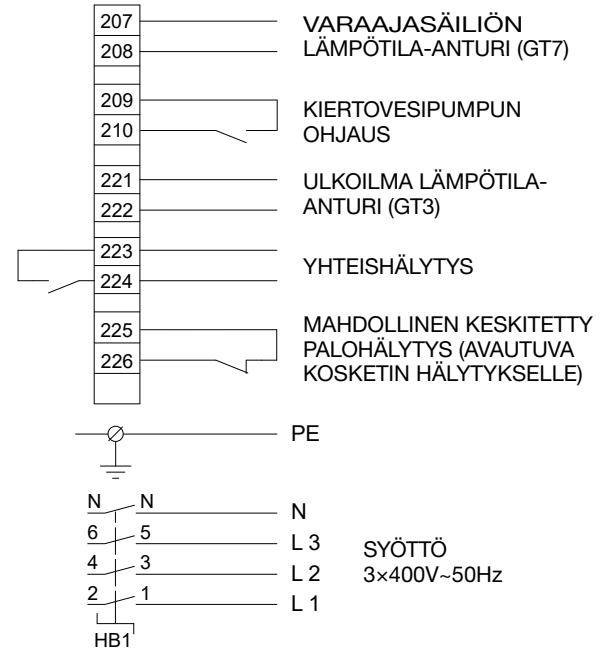 207
208
VARAAJASÄILIÖN
LÄMPÖTILA-ANTURI (GT7)
209
210
KIERTOVESIPUMPUN
OHJAUS
221
222
ULKOILMA LÄMPÖTILA-
ANTURI (GT3)
223
224
YHTEISHÄLYTYS
225
226
MAHDOLLINEN KESKITETTY
PALOHÄLYTYS (AVAUTUVA
KOSKETIN HÄLYTYKSELLE)
PE
N N N
6 5 L 3
4 3 L 2
2 1 L 1
SYÖTTÖ
3×400V~50Hz
HB1